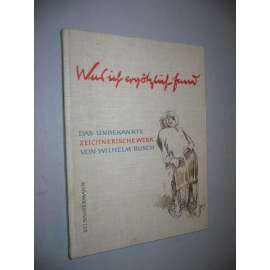 Was ich ergötzlich fand
DAS UNBEKANNTE
ZEICHNERISCHE WERK
VON WILHELM BUSCH